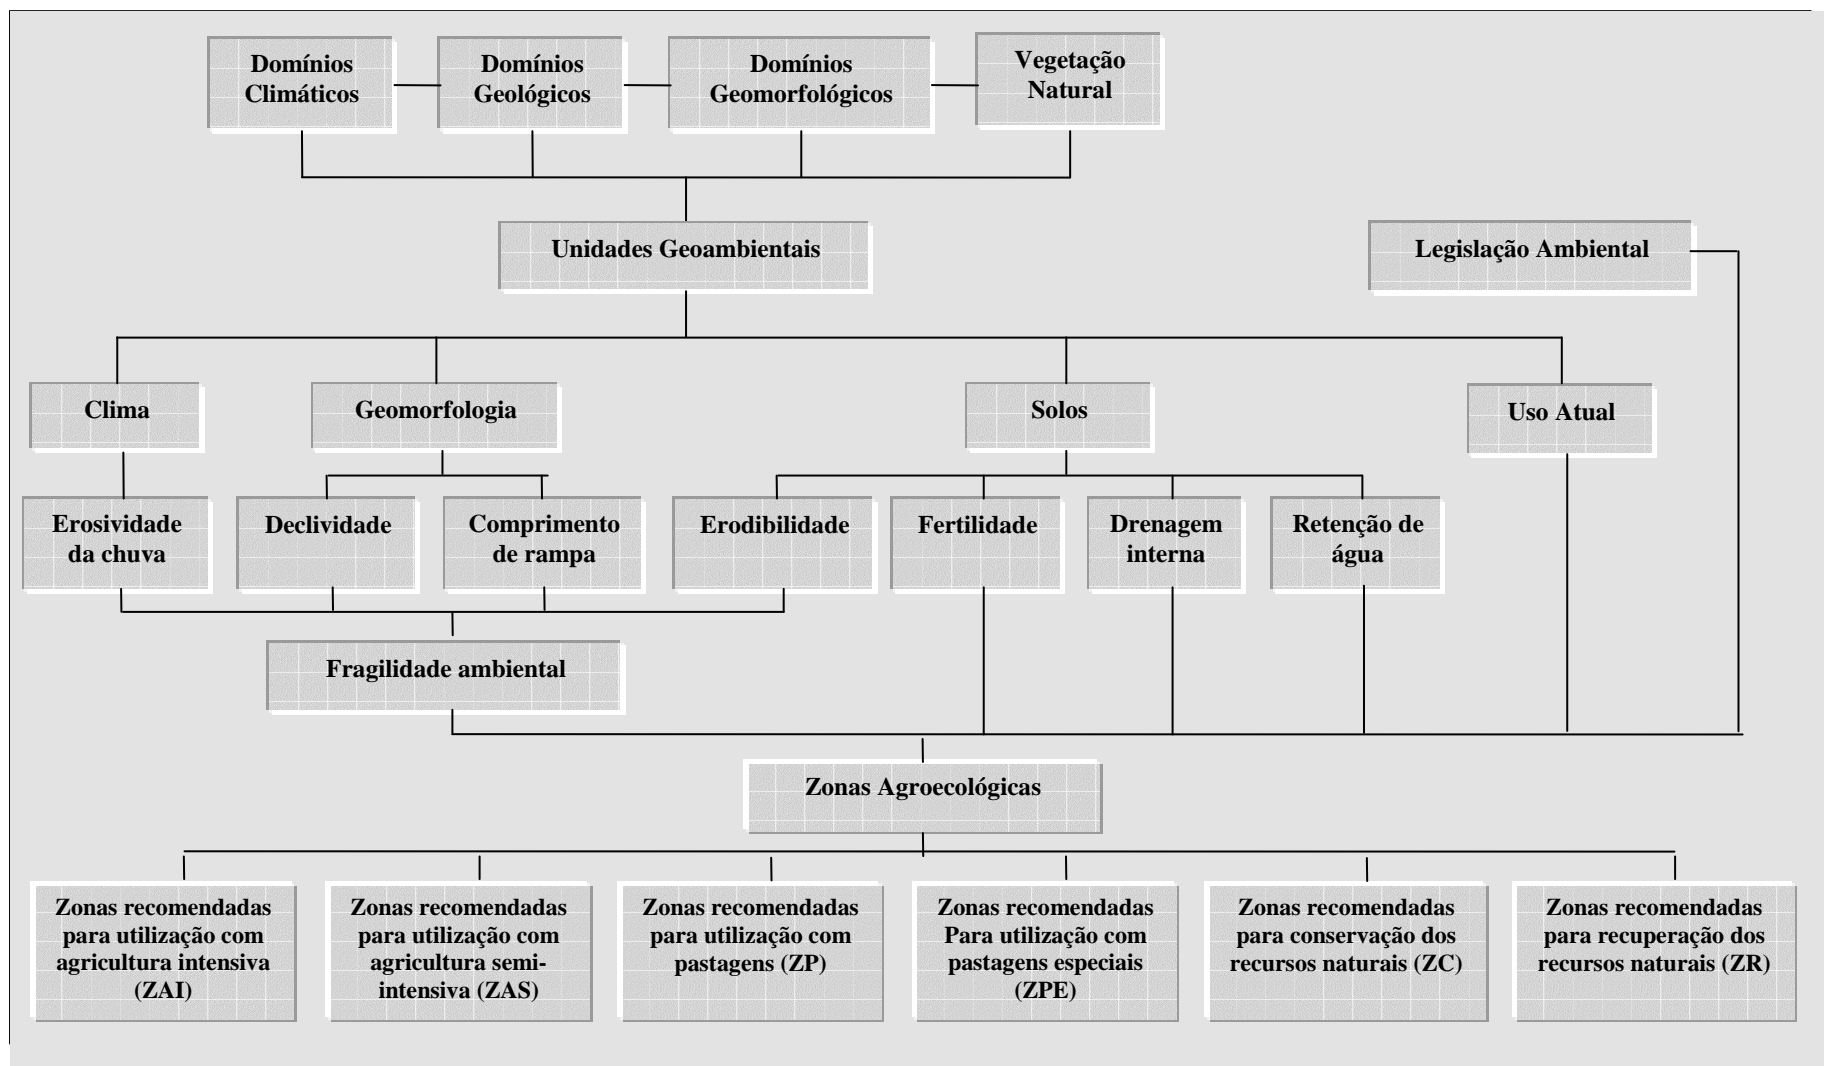 Domínios
Climáticos
Domínios
Geológicos
Domínios
Geomorfológicos
Vegetação
Natural
Unidades Geoambientais
Legislação Ambiental
Clima
Geomorfologia
Solos
Uso Atual
Erosividade
da chuva
Declividade
Comprimento
de rampa
Erodibilidade
Fertilidade
Drenagem
interna
Retenção de
água
Fragilidade ambiental
Zonas Agroecológicas
Zonas recomendadas
para utilização com
agricultura intensiva
(ZAI)
Zonas recomendadas
para utilização com
agricultura semi-
intensiva (ZAS)
Zonas recomendadas
para utilização com
pastagens (ZP)
Zonas recomendadas
Para utilização com
pastagens especiais
(ZPE)
Zonas recomendadas
para conservação dos
recursos naturais (ZC)
Zonas recomendadas
para recuperação dos
recursos naturais (ZR)